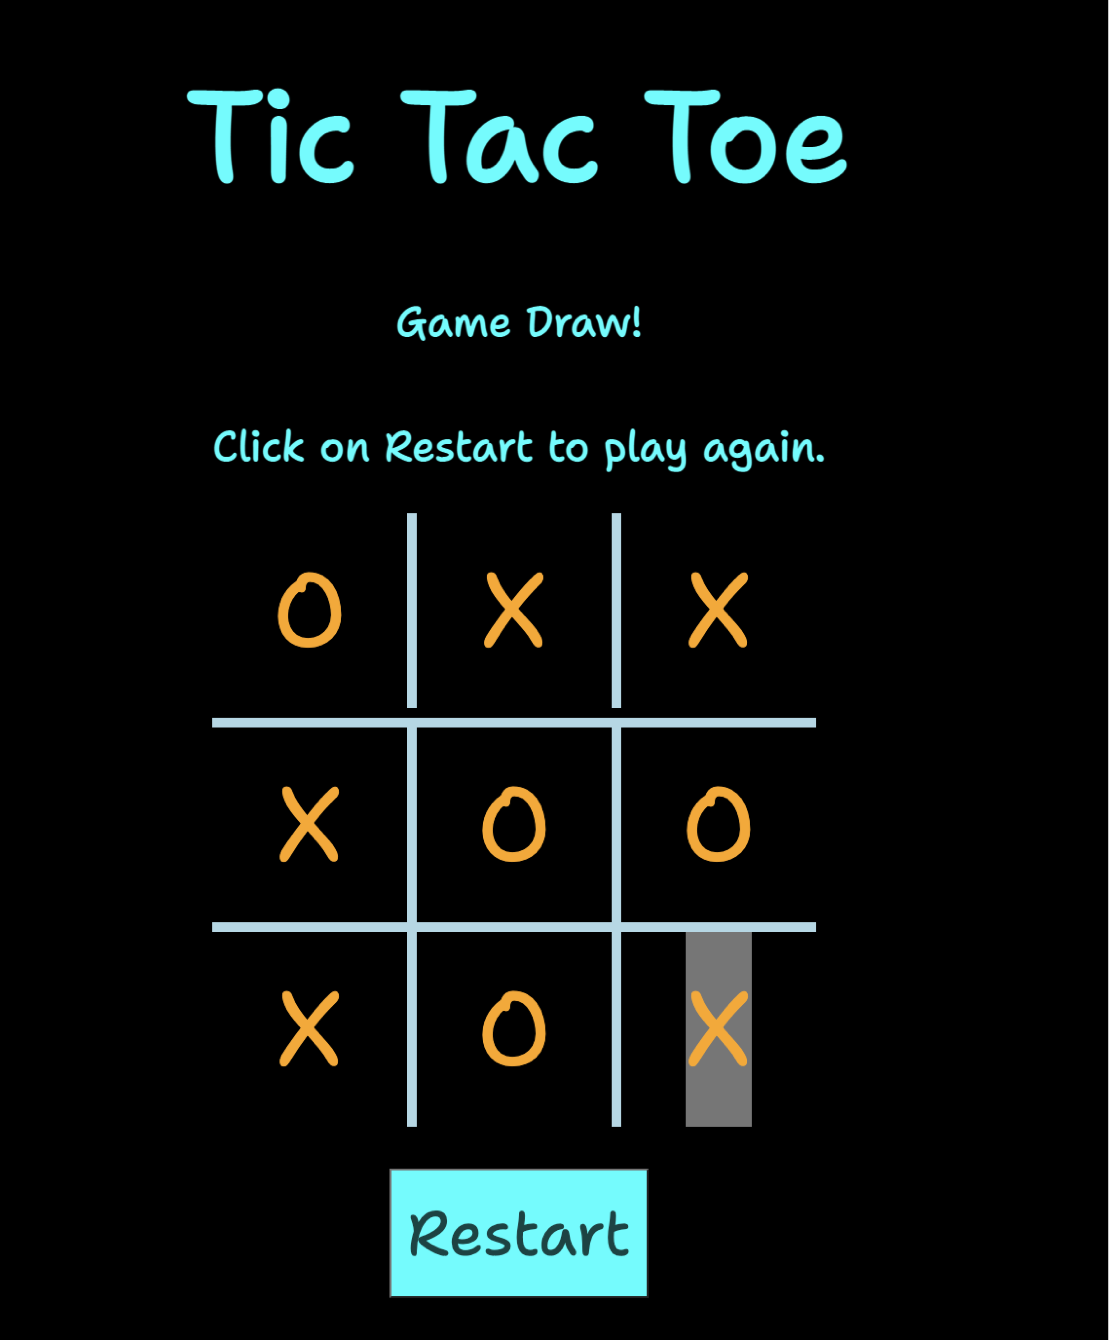 Tic Tac Toe
Game Draw!
Click on Restart to play again.
O X X
X O O
X O X
Restart